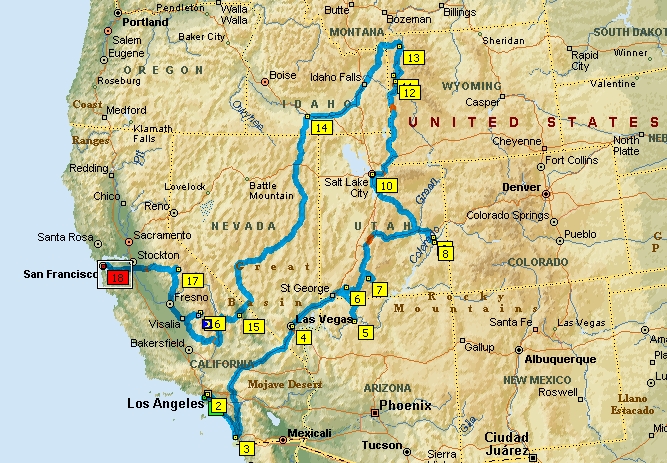 Pendleton
Walla
Walla
Butte
Bozeman
Billings
Portland
Salem
Eugene
Baker City
MONTANA
Sheridan
SOUTH DAKO
OREGON
Boise
Idaho Falls
13
Rapid
City
Winner
Roseburg
WYOMING
Valentine
12
Coast
Medford
IDAHO
Casper
Owyhee
14
UNITED STATES
Klamath
Falls
Ranges
Cheyenne
North
Platte
NEB
Redding
Pit
Fort Collins
Lovelock
Battle
Mountain
Salt Lake
City
10
Green
Denver
Chico
Reno
Colorado Springs
NEVADA
UTAH
Pueblo
Santa Rosa
Sacramento
Colorado
8
COLORADO
Stockton
San Francisco
18
17
Great
St George
7
Rocky
Fresno
6
Mountains
Basin
Visalia
16
15
Las Vegas
5
Santa Fe
Las Vegas
4
Bakersfield
Gallup
Albuquerque
CALIFORNIA
Mojave Desert
ARIZONA
NEW MEXICO
Roswell
Llano
Estacado
Los Angeles
2
Phoenix
3
Mexicali
Tucson
Ciudad
Juárez
Sierra